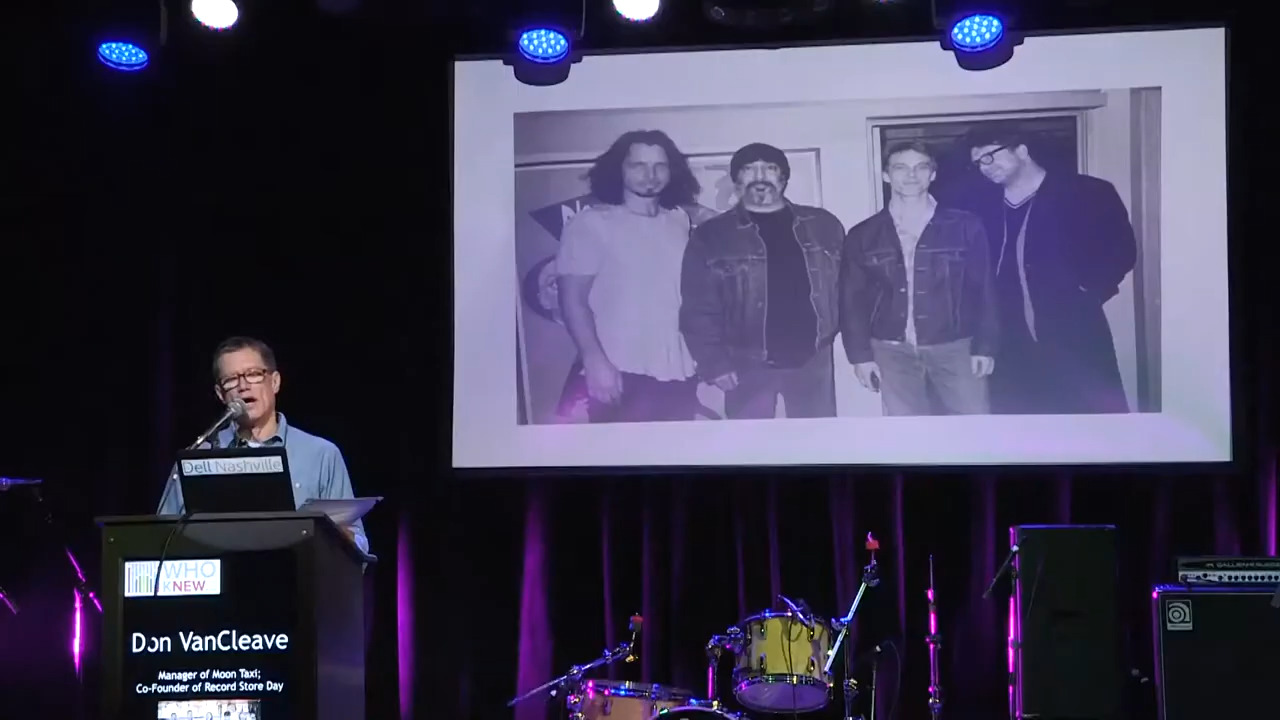 Dell Nashville
WHO
KNEW
Don VanCleave
Manager of Moon Taxi;
Co-Founder of Record Store Day